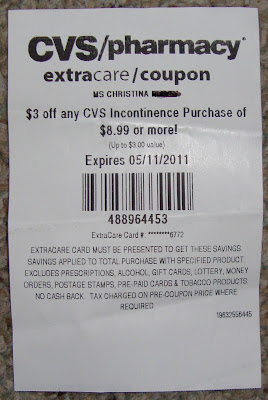 CVS/pharmacy
extracare/coupon
MS CHRISTINA
$3 off any CVS Incontinence Purchase of
$8.99 or more!
(Up to $3.00 value)
Expires 05/11/2011
488964453
ExtraCare Card #: ********6772
EXTRACARE CARD MUST BE PRESENTED TO GET THESE SAVINGS.
SAVINGS APPLIED TO TOTAL PURCHASE WITH SPECIFIED PRODUCT.
EXCLUDES PRESCRIPTIONS, ALCOHOL, GIFT CARDS, LOTTERY, MONEY
ORDERS, POSTAGE STAMPS, PRE-PAID CARDS & TOBACCO PRODUCTS.
NO CASH BACK. TAX CHARGED ON PRE-COUPON PRICE WHERE
REQUIRED.